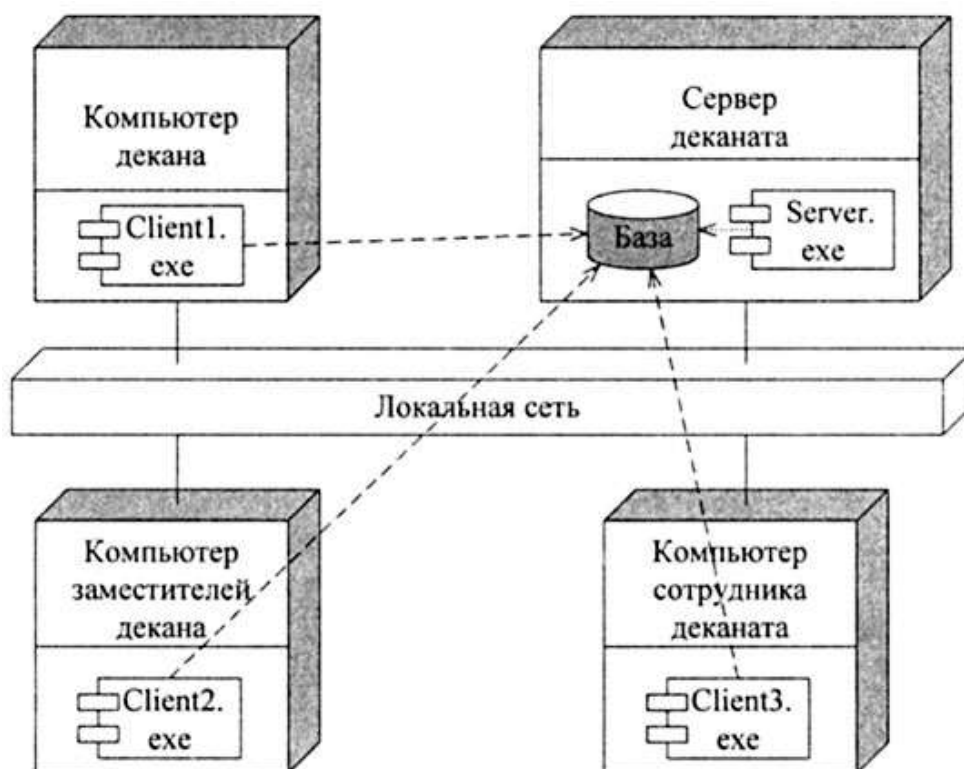 Компьютер
декана
Client1.
exe
Сервер
деканата
База
Server.
exe
Локальная сеть
Компьютер
заместителей
декана
Client2.
exe
Компьютер
сотрудника
деканата
Client3.
exe